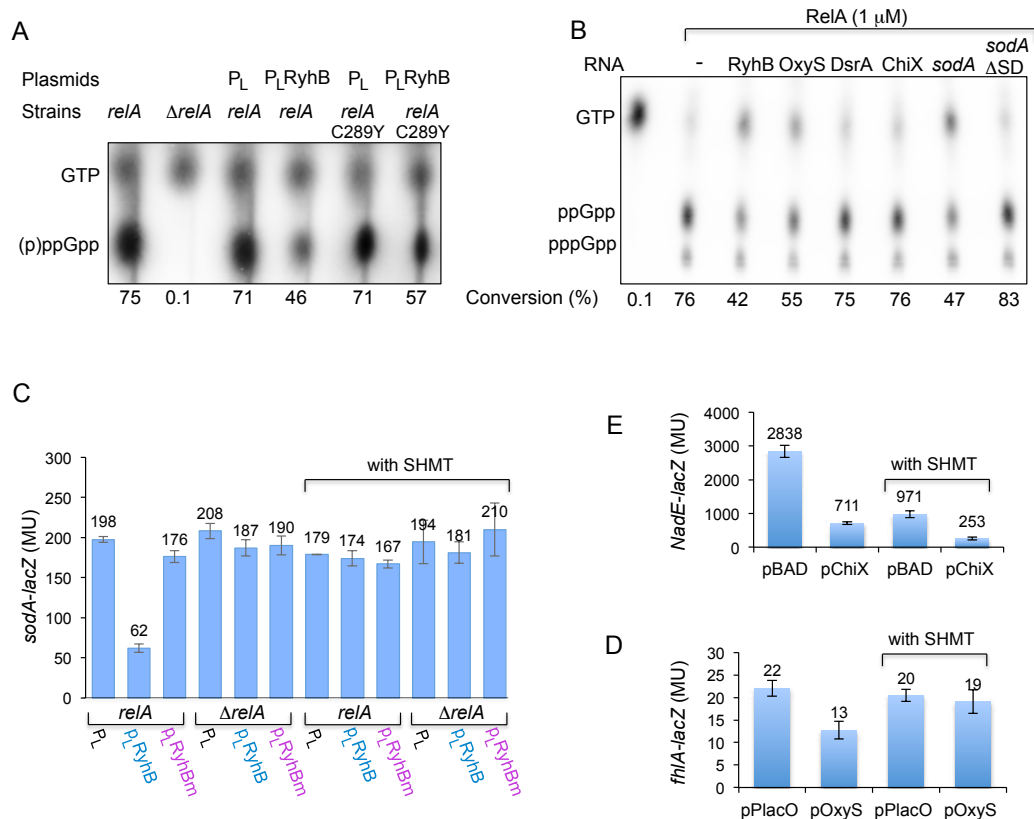 A
Plasmids P_L P_LRyhB P_L P_LRyhB
Strains relA ΔrelA relA relA relA relA
C289Y C289Y
GTP
(p)ppGpp
75 0.1 71 46 71 57
B
RelA (1 μM)
sodA
RNA - RyhB OxyS DsrA ChiX sodA ΔSD
GTP
ppGpp
pppGpp
Conversion (%)
0.1 76 42 55 75 76 47 83
C
sodA-lacZ (MU)
300
250
200
150
100
50
0
with SHMT
198 62 176 208 187 190 179 174 167 194 181 210
relA ΔrelA relA ΔrelA
P_L p_LRyhB p_LRyhBm P_L p_LRyhB p_LRyhBm P_L p_LRyhB p_LRyhBm P_L p_LRyhB p_LRyhBm
E
NadE-lacZ (MU)
4000
3000
2000
1000
0
with SHMT
2838 711 971 253
pBAD pChiX pBAD pChiX
D
fhlA-lacZ (MU)
30
25
20
15
10
5
0
with SHMT
22 13 20 19
pPlacO pOxyS pPlacO pOxyS